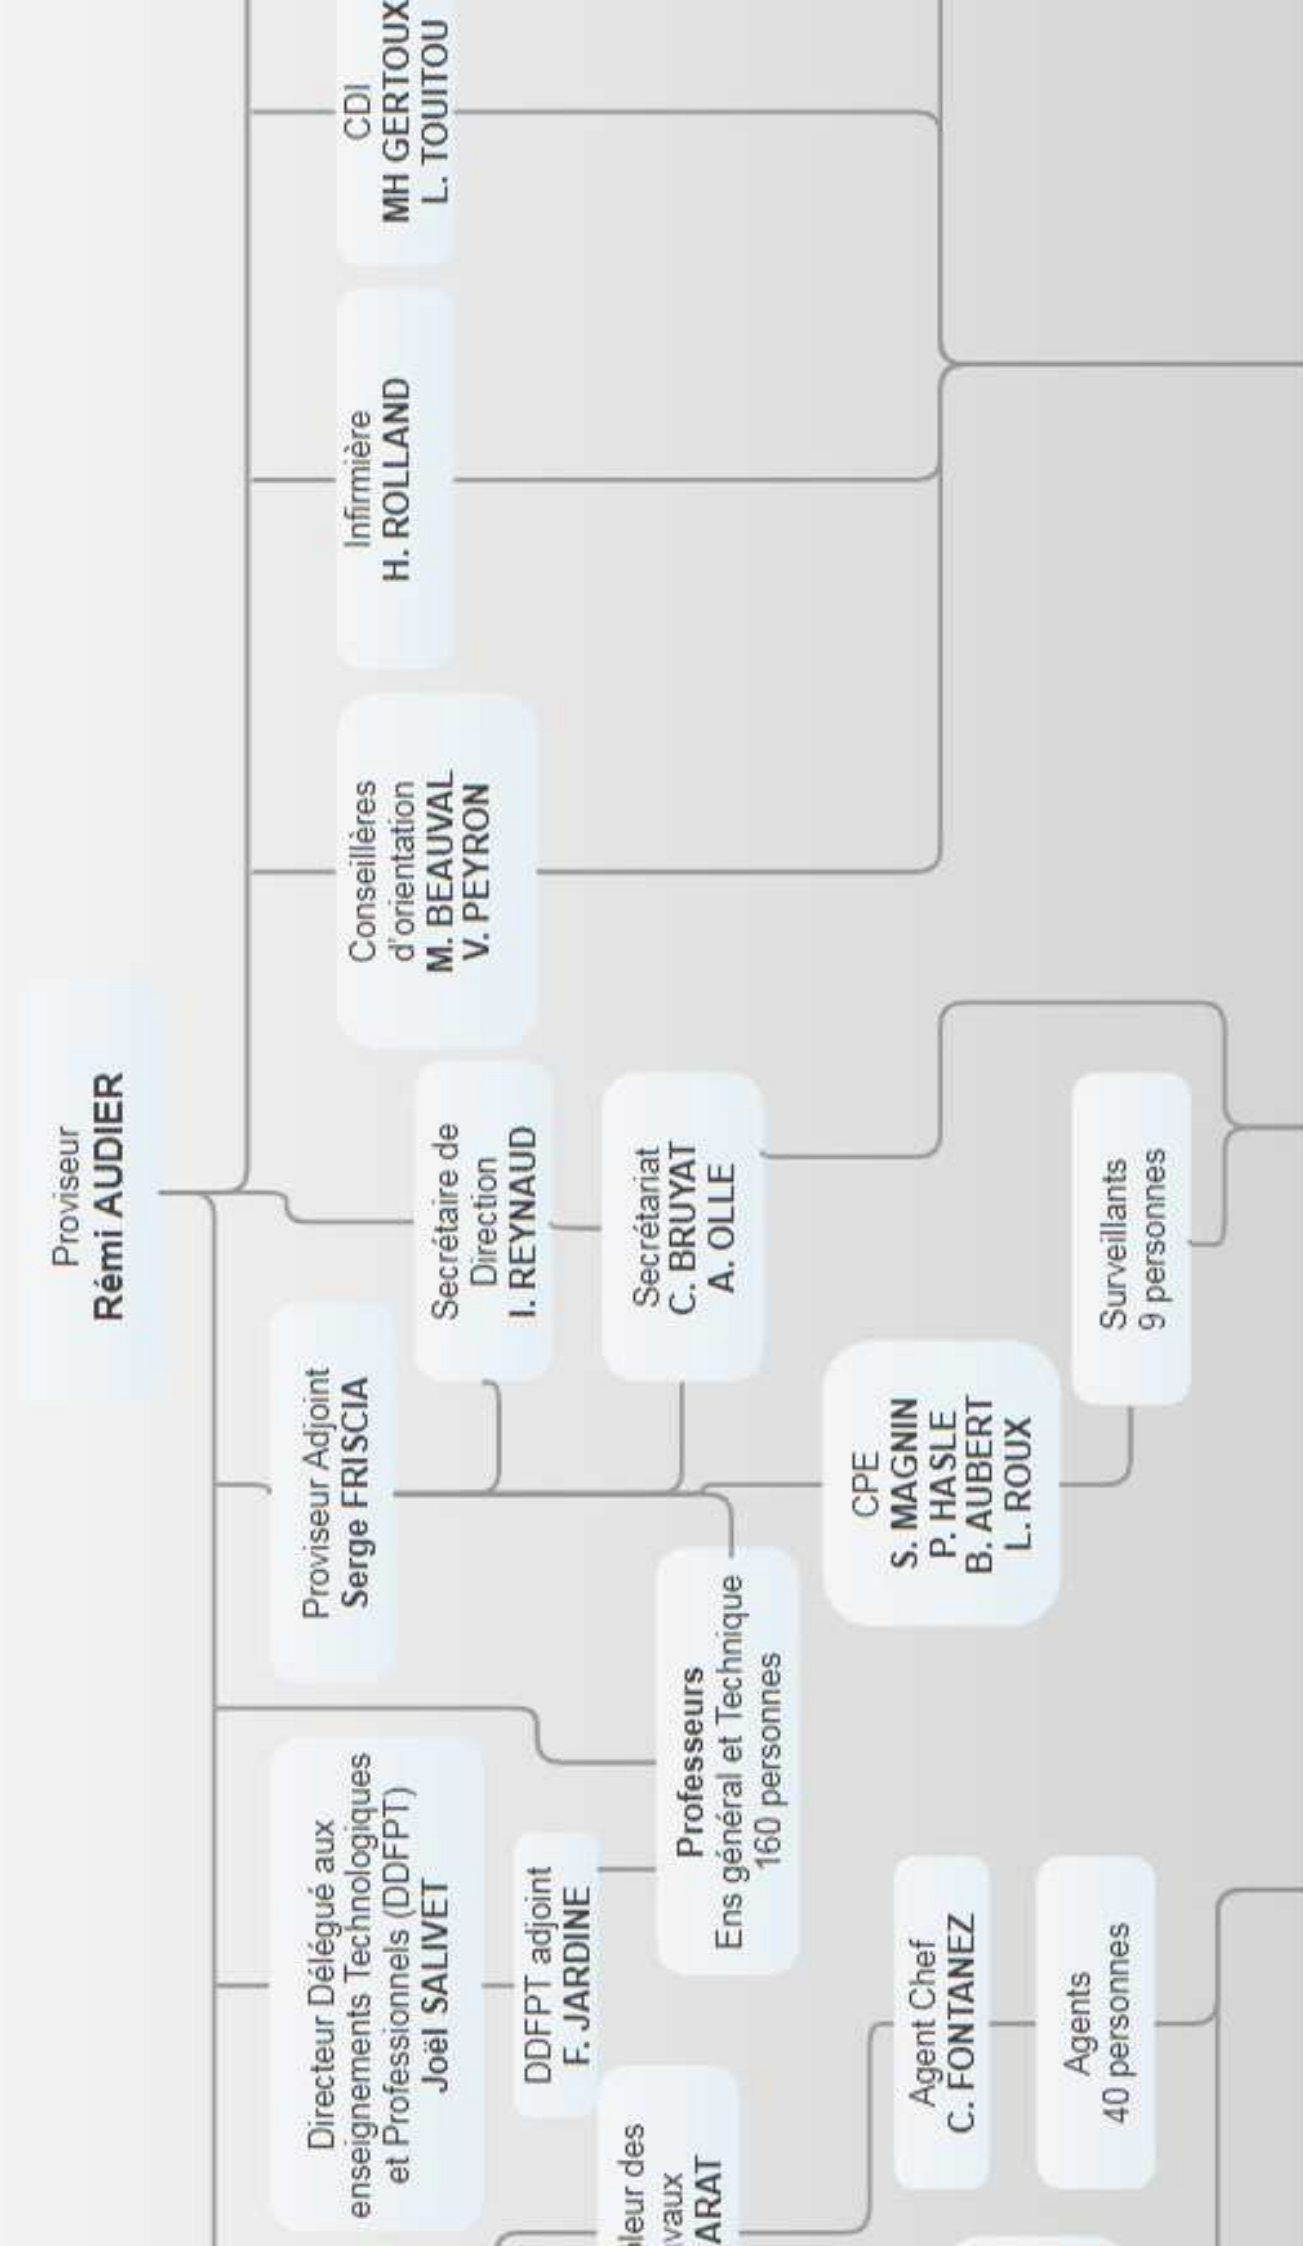 Proviseur
Rémi AUDIER
Directeur Délégué aux
enseignements Technologiques
et Professionnels (DDFPT)
Joël SALIVET
Proviseur Adjoint
Serge FRISCIA
Secrétaire de
Direction
I. REYNAUD
Conseillères
d'orientation
M. BEAUVAL
V. PEYRON
Infirmière
H. ROLLAND
CDI
MH GERTOUX
L. TOUITOU
DDFPT adjoint
F. JARDINE
Secrétariat
C. BRUYAT
A. OLLE
Professeurs
Ens général et Technique
160 personnes
CPE
S. MAGNIN
P. HASLE
B. AUBERT
L. ROUX
Agent Chef
C. FONTANEZ
Surveillants
9 personnes
Agents
40 personnes
des